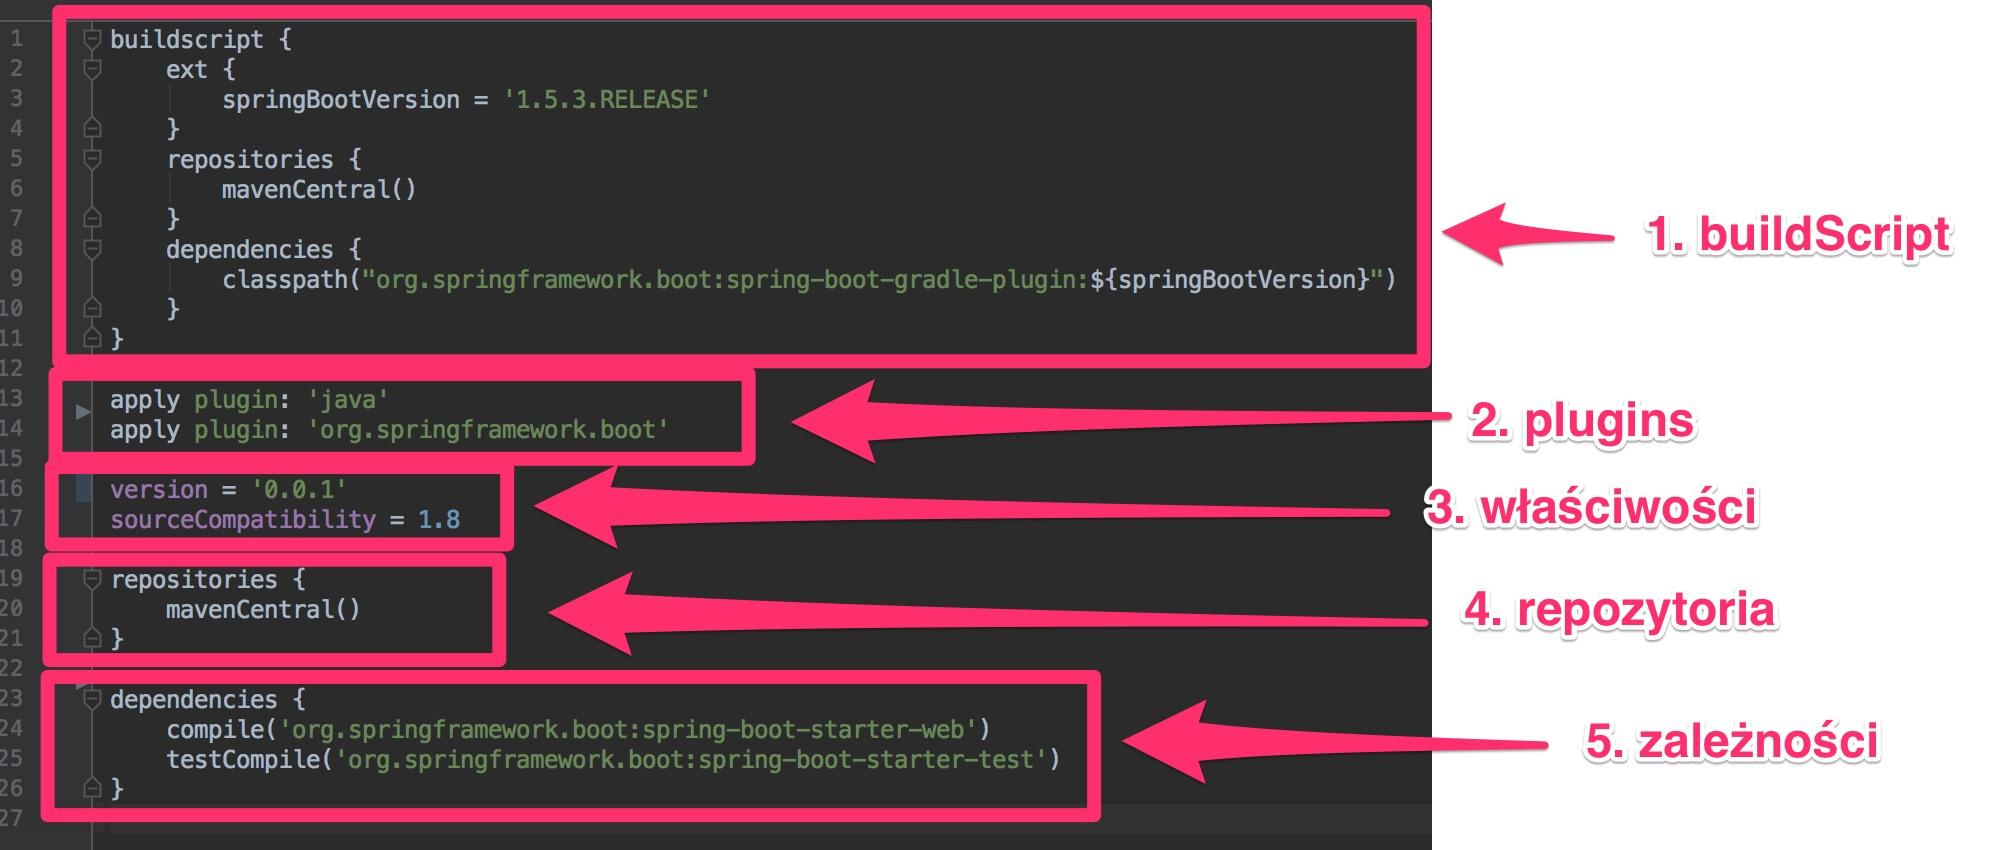 1 buildscript {
2 ext {
3 springBootVersion = '1.5.3.RELEASE'
4 }
5 repositories {
6 mavenCentral()
7 }
8 dependencies {
9 classpath("org.springframework.boot:spring-boot-gradle-plugin:${springBootVersion}")
10 }
11 }
12
13 apply plugin: 'java'
14 apply plugin: 'org.springframework.boot'
15
16 version = '0.0.1'
17 sourceCompatibility = 1.8
18
19 repositories {
20 mavenCentral()
21 }
22
23 dependencies {
24 compile('org.springframework.boot:spring-boot-starter-web')
25 testCompile('org.springframework.boot:spring-boot-starter-test')
26 }
27
1. buildScript
2. plugins
3. właściwości
4. repozytoria
5. zależności